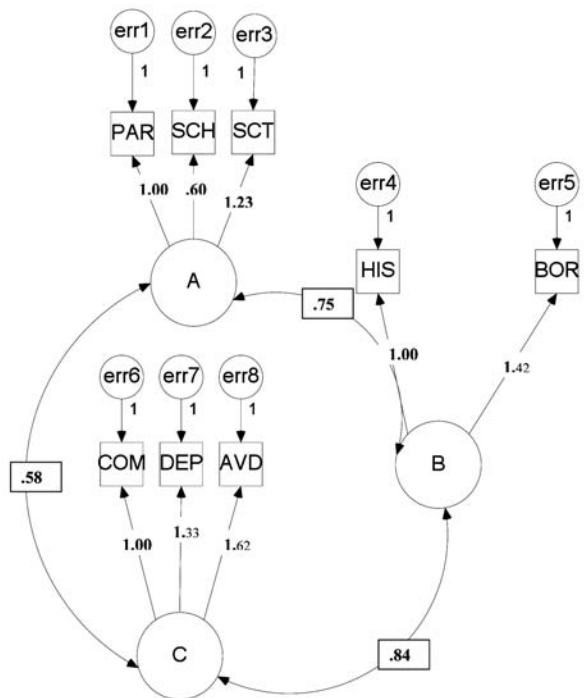 err1 err2 err3
1 1 1
PAR SCH SCT
1.00 .60 1.23
err4 err5
1 1
HIS BOR
A
.75
1.00
1.42
err6 err7 err8
1 1 1
COM DEP AVD
B
.58
1.00 1.33 1.62
C
.84